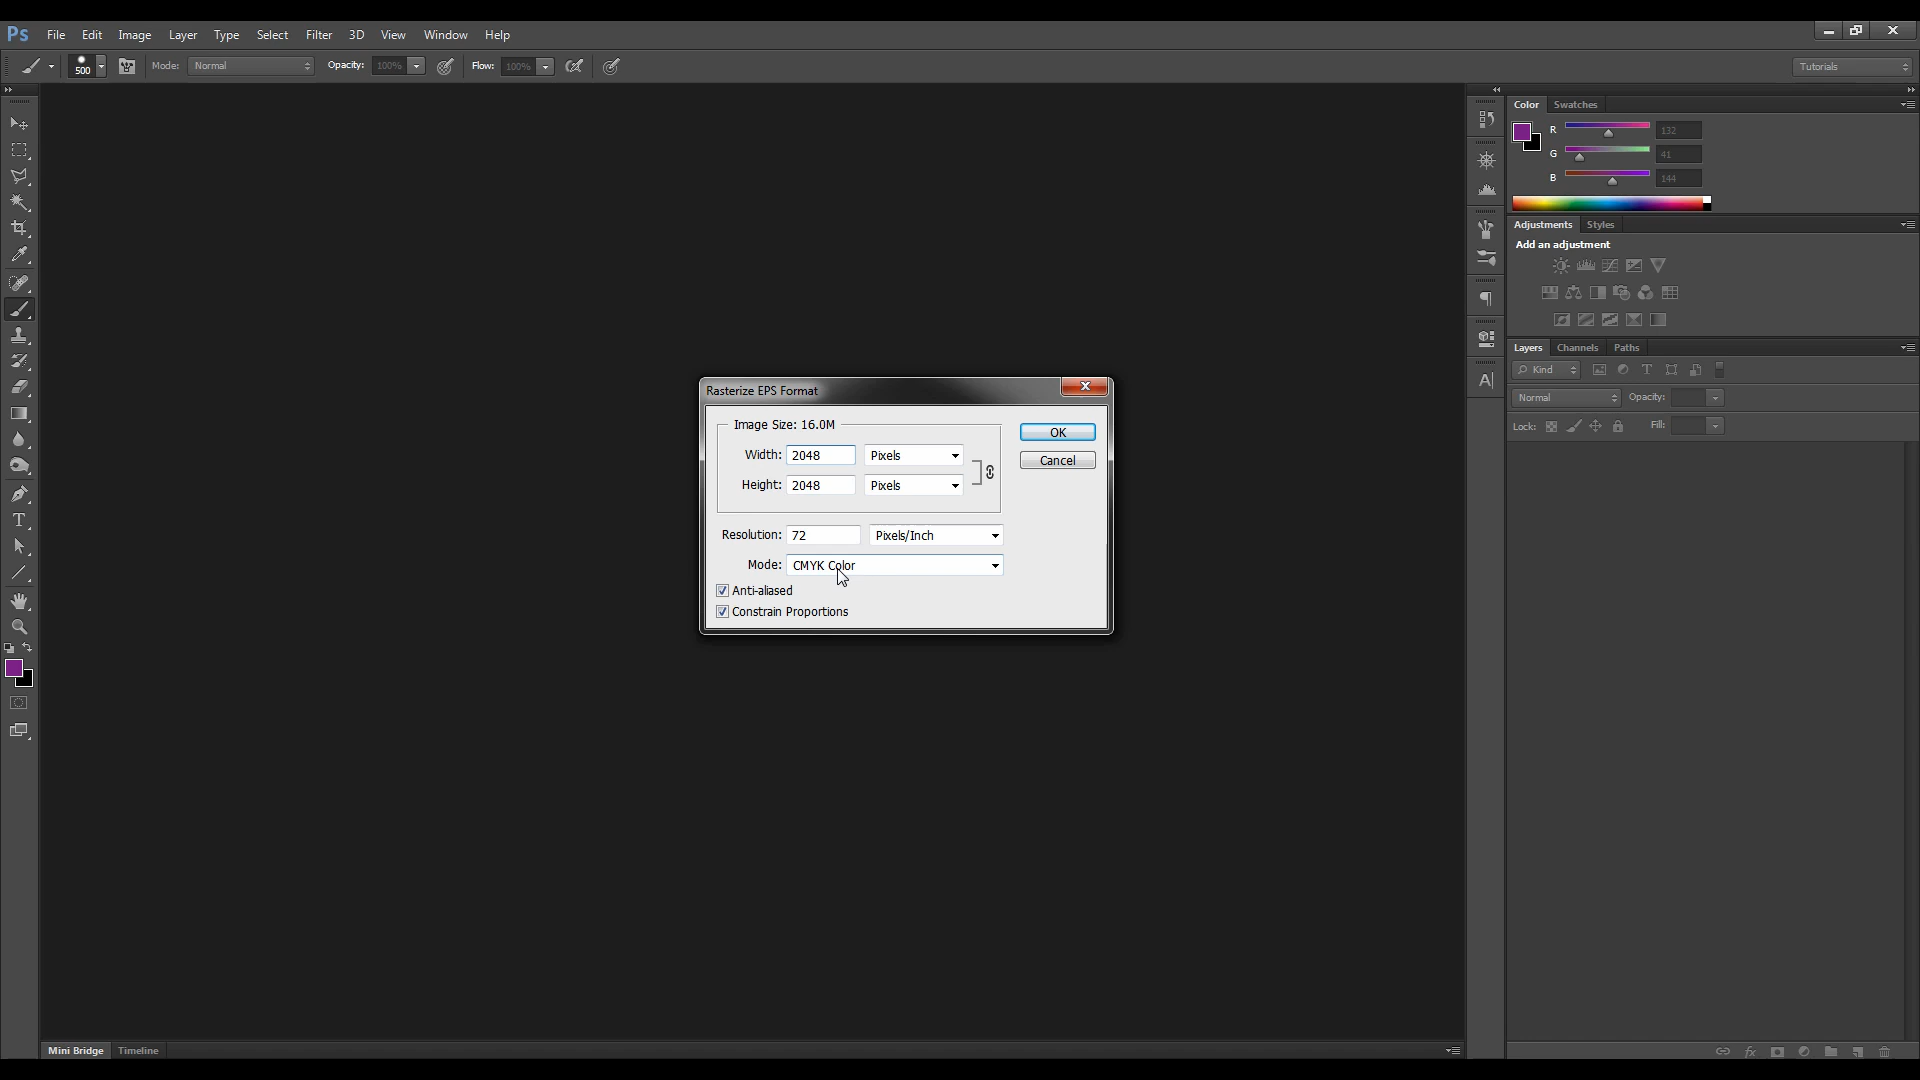 Ps File Edit Image Layer Type Select Filter 3D View Window Help
500 Mode: Normal Opacity: 100% Flow: 100% Tutorials
Color Swatches
R 132
G 41
B 144
Adjustments Styles
Add an adjustment
Layers Channels Paths
Kind
Normal Opacity:
Lock: Fill:
Rasterize EPS Format
Image Size: 16.0M
OK
Width: 2048 Pixels
Cancel
Height: 2048 Pixels
Resolution: 72 Pixels/Inch
Mode: CMYK Color
Anti-aliased
Constrain Proportions
Mini Bridge Timeline